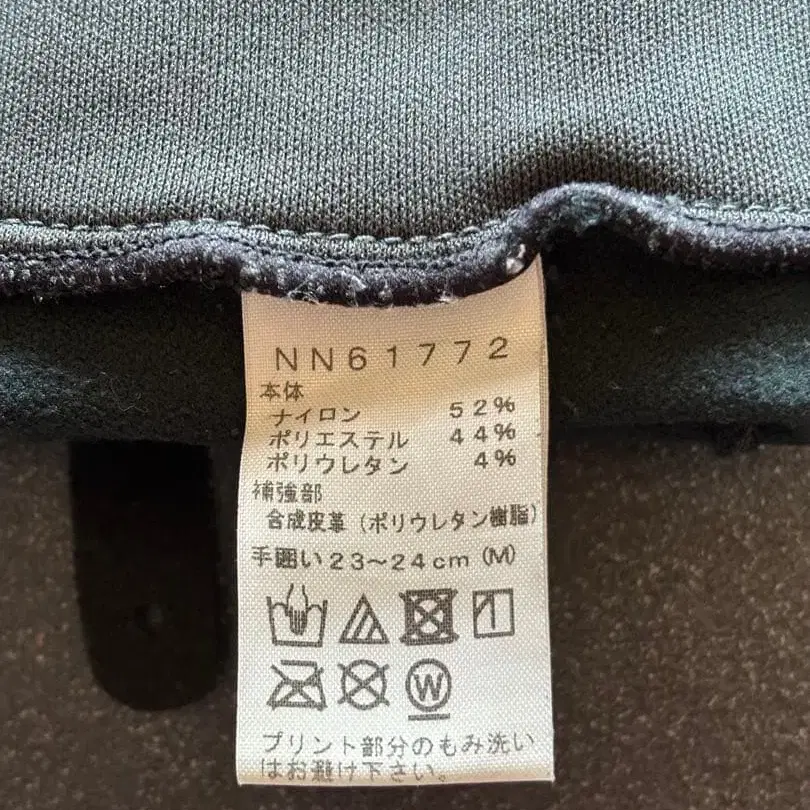 NN61772
本体
ナイロン 52%
ポリエステル 44%
ポリウレタン 4%
補強部
合成皮革(ポリウレタン樹脂)
手囲い23~24cm(M)
W
プリント部分のもみ洗い
はお避け下さい。